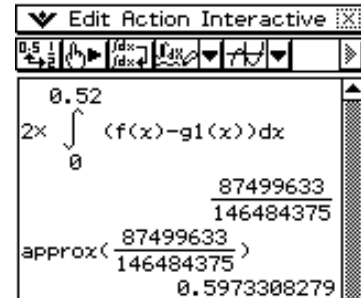 Edit Action Interactive
0.52
2× ∫ (f(x)-g1(x))dx
0
87499633
146484375
approx( 87499633 )
146484375
0.5973308279